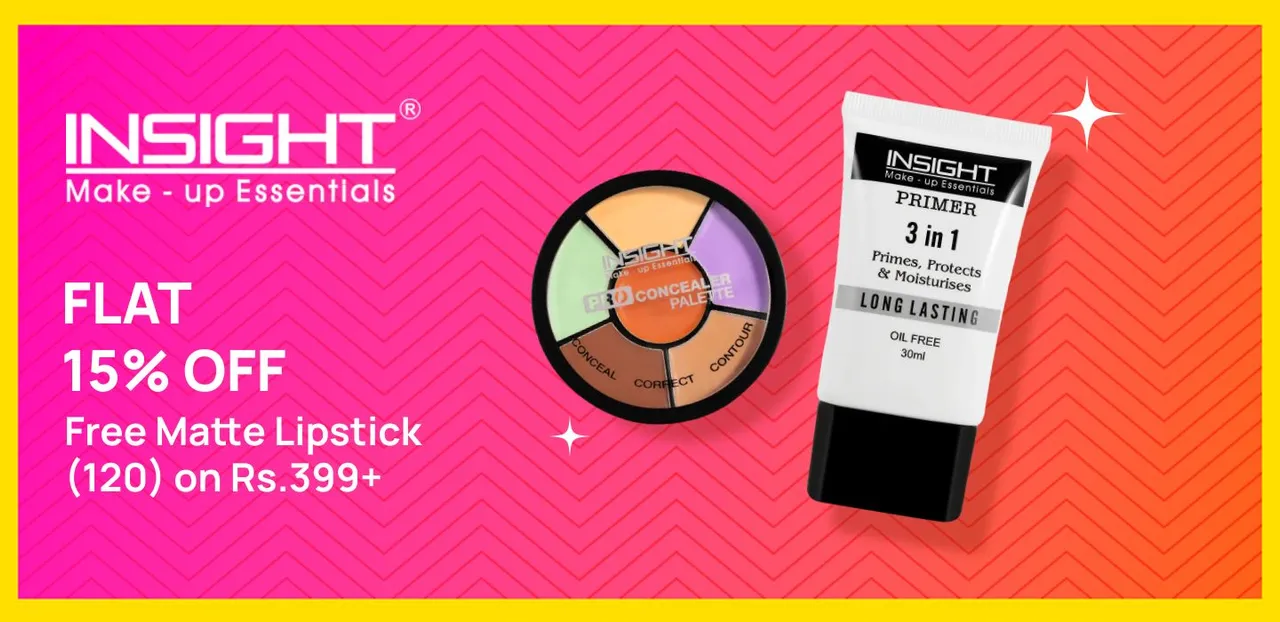 INSIGHT®
Make - up Essentials
FLAT
15% OFF
Free Matte Lipstick
(120) on Rs.399+
INSIGHT
Make - up Essentials
PRO CONCEALER
PALETTE
CONCEAL CORRECT CONTOUR
INSIGHT
Make - up Essentials
PRIMER
3 in 1
Primes, Protects
& Moisturises
LONG LASTING
OIL FREE
30ml